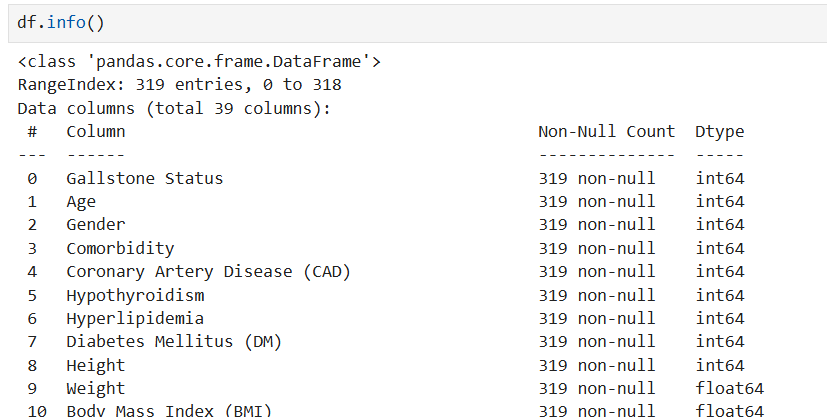 df.info()
<class 'pandas.core.frame.DataFrame'>
RangeIndex: 319 entries, 0 to 318
Data columns (total 39 columns):
 #   Column                                         Non-Null Count  Dtype
---  ------                                         --------------  -----
 0   Gallstone Status                               319 non-null    int64
 1   Age                                            319 non-null    int64
 2   Gender                                         319 non-null    int64
 3   Comorbidity                                    319 non-null    int64
 4   Coronary Artery Disease (CAD)                  319 non-null    int64
 5   Hypothyroidism                                 319 non-null    int64
 6   Hyperlipidemia                                 319 non-null    int64
 7   Diabetes Mellitus (DM)                         319 non-null    int64
 8   Height                                         319 non-null    int64
 9   Weight                                         319 non-null    float64
 10  Body Mass Index (BMI)                          319 non-null    float64